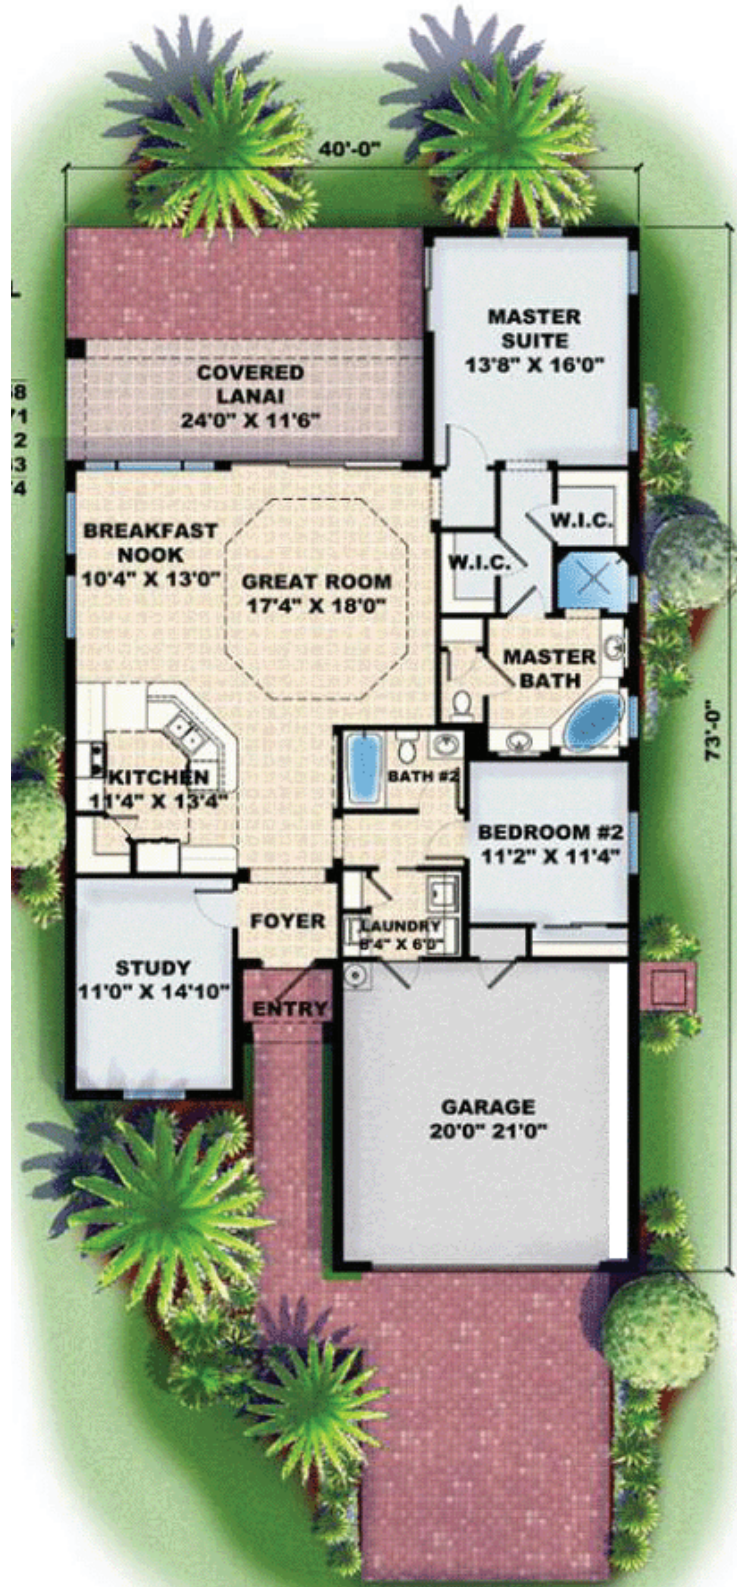 40'-0"
MASTER
SUITE
13'8" X 16'0"
COVERED
LANAI
24'0" X 11'6"
BREAKFAST
NOOK
10'4" X 13'0"
GREAT ROOM
17'4" X 18'0"
W.I.C.
W.I.C.
MASTER
BATH
73'-0"
KITCHEN
11'4" X 13'4"
BATH #2
BEDROOM #2
11'2" X 11'4"
FOYER
LAUNDRY
STUDY
11'0" X 14'10"
ENTRY
GARAGE
20'0" 21'0"